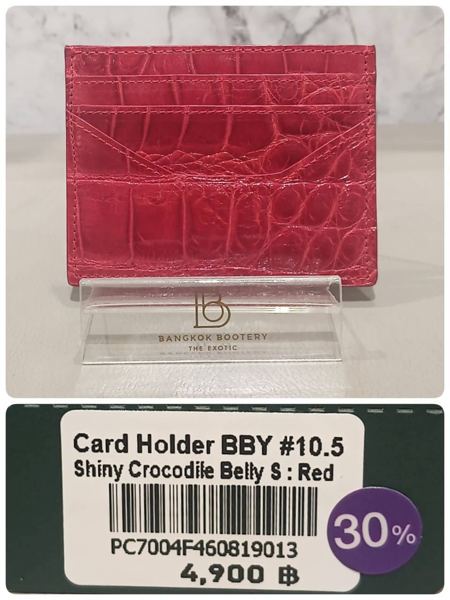 B
BANGKOK BOOTERY
THE EXOTIC
Card Holder BBY #10.5
Shiny Crocodile Belly S : Red
PC7004F460819013
4,900 ฿
30%